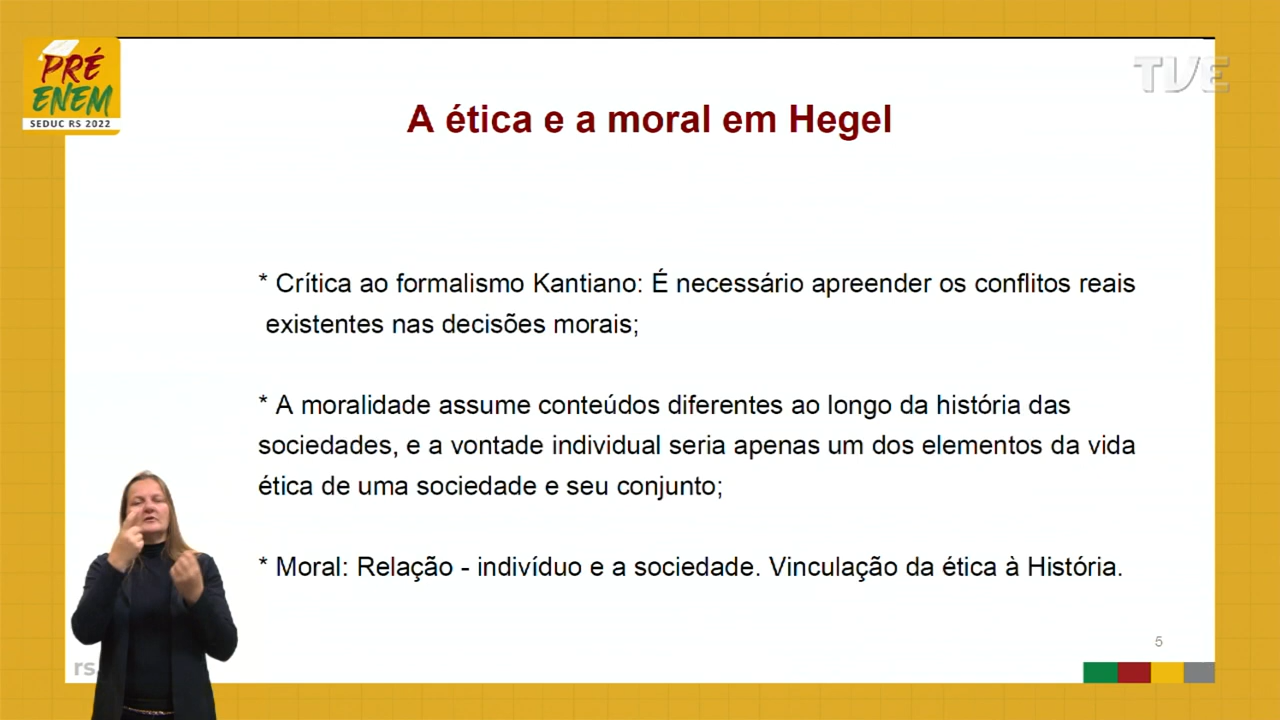 PRÉ
ENEM
SEDUC RS 2022
TVE
A ética e a moral em Hegel
* Crítica ao formalismo Kantiano: É necessário apreender os conflitos reais
existentes nas decisões morais;
* A moralidade assume conteúdos diferentes ao longo da história das
sociedades, e a vontade individual seria apenas um dos elementos da vida
ética de uma sociedade e seu conjunto;
* Moral: Relação - indivíduo e a sociedade. Vinculação da ética à História.
5
rs.